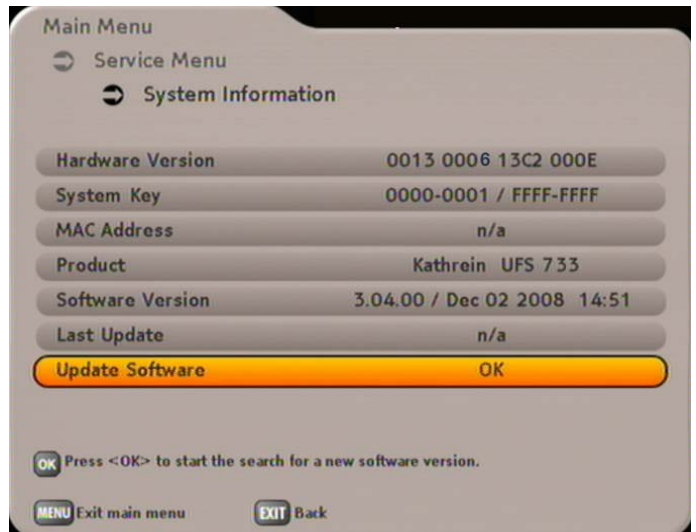 Main Menu
Service Menu
System Information
Hardware Version 0013 0006 13C2 000E
System Key 0000-0001 / FFFF-FFFF
MAC Address n/a
Product Kathrein UFS 733
Software Version 3.04.00 / Dec 02 2008 14:51
Last Update n/a
Update Software OK
OK Press <OK> to start the search for a new software version.
MENU Exit main menu EXIT Back